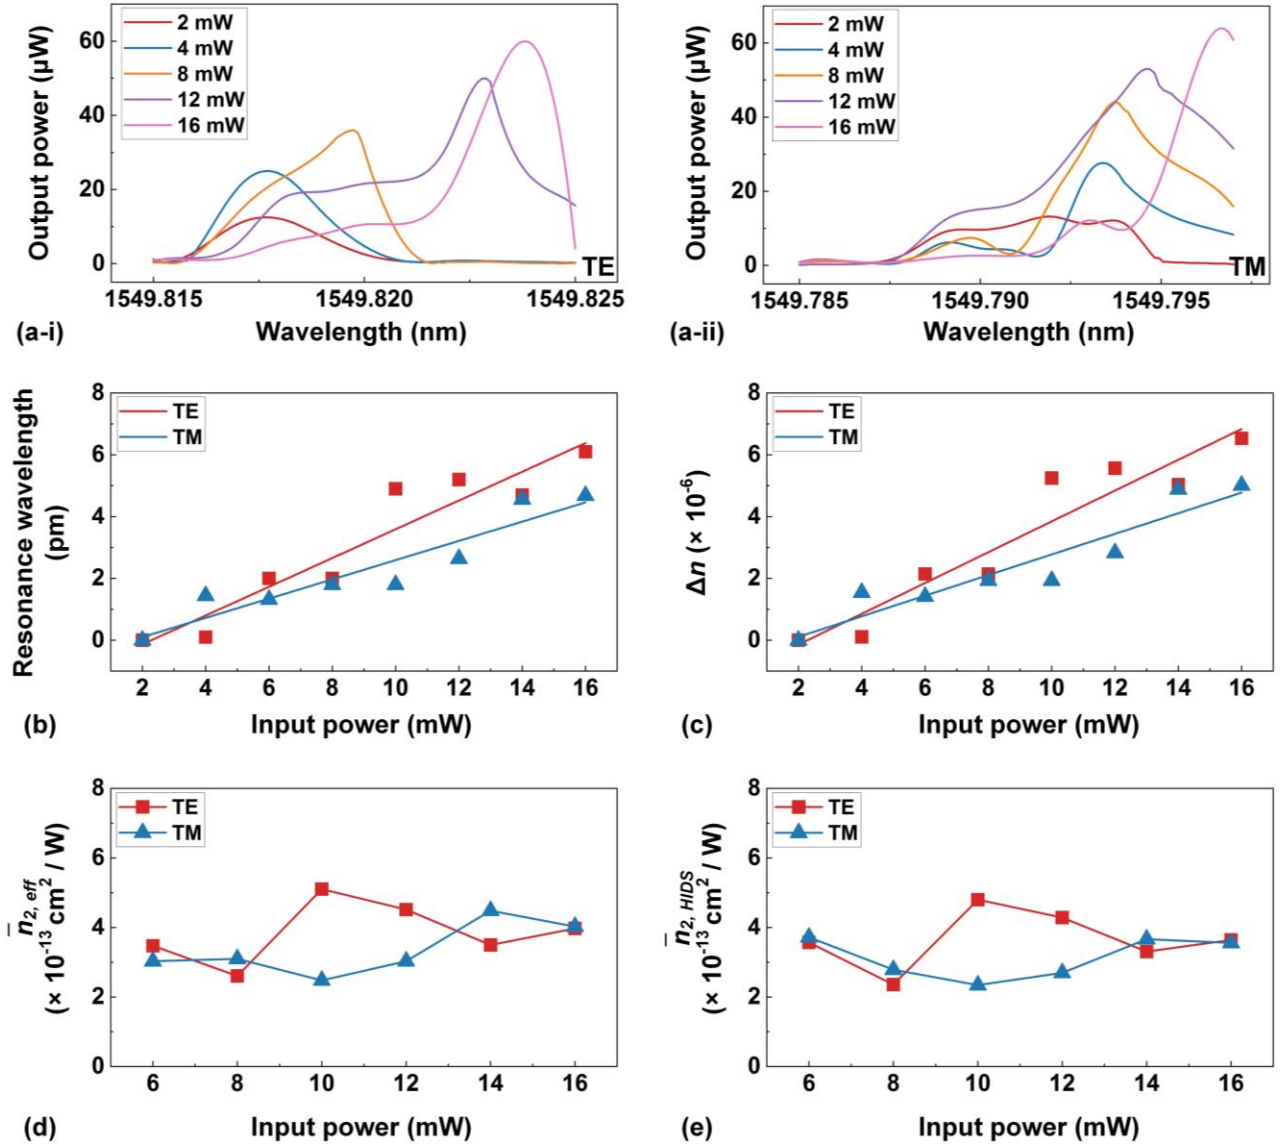 2 mW
4 mW
8 mW
12 mW
16 mW
60
40
20
0
Output power (μW)
TE
1549.815 1549.820 1549.825
(a-i) Wavelength (nm)
2 mW
4 mW
8 mW
12 mW
16 mW
60
40
20
0
Output power (μW)
TM
1549.785 1549.790 1549.795
(a-ii) Wavelength (nm)
TE
TM
8
6
4
2
0
Resonance wavelength
(pm)
2 4 6 8 10 12 14 16
(b) Input power (mW)
TE
TM
8
6
4
2
0
Δn (× 10⁻⁶)
2 4 6 8 10 12 14 16
(c) Input power (mW)
TE
TM
8
6
4
2
0
n̅2, eff
(× 10⁻¹³ cm² / W)
6 8 10 12 14 16
(d) Input power (mW)
TE
TM
8
6
4
2
0
n̅2, HIDS
(× 10⁻¹³ cm² / W)
6 8 10 12 14 16
(e) Input power (mW)